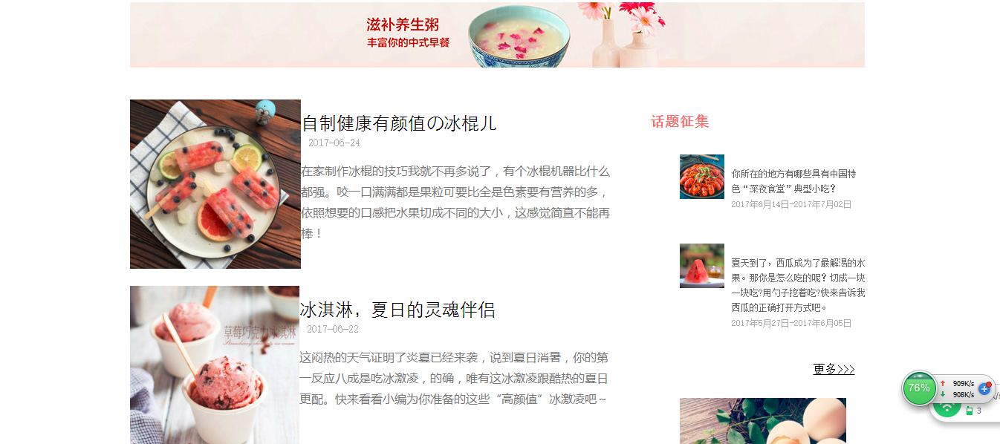 滋补养生粥
丰富你的中式早餐
自制健康有颜值の冰棍儿
2017-06-24
在家制作冰棍的技巧我就不再多说了，有个冰棍机器比什么
都强。咬一口满满都是果粒可要比全是色素要有营养的多，
依照想要的口感把水果切成不同的大小，这感觉简直不能再
棒！
草莓巧克力冰淇淋
Strawberry chocolate ice cream
冰淇淋，夏日的灵魂伴侣
2017-06-22
这闷热的天气证明了炎夏已经来袭，说到夏日消暑，你的第
一反应八成是吃冰激凌，的确，唯有这冰激凌跟酷热的夏日
更配。快来看看小编为你准备的这些“高颜值”冰激凌吧～
话题征集
你所在的地方有哪些具有中国特
色“深夜食堂”典型小吃？
2017年6月14日-2017年7月02日
夏天到了，西瓜成为了最解渴的水
果。那你是怎么吃的呢？切成一块
一块吃?用勺子挖着吃?快来告诉我
西瓜的正确打开方式吧。
2017年5月27日-2017年6月05日
更多>>>
76%
909K/s
908K/s
3